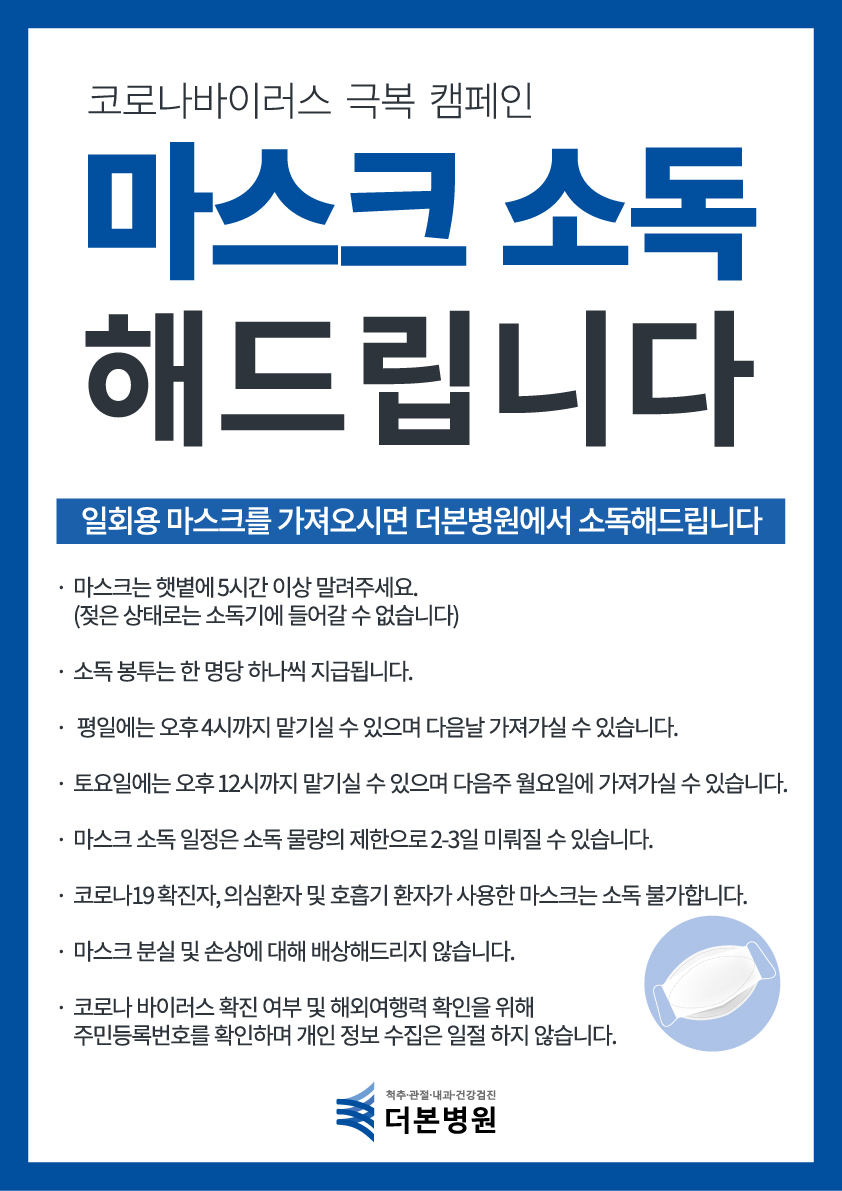 코로나바이러스 극복 캠페인
마스크 소독
해드립니다
일회용 마스크를 가져오시면 더본병원에서 소독해드립니다
· 마스크는 햇볕에 5시간 이상 말려주세요.
(젖은 상태로는 소독기에 들어갈 수 없습니다)
· 소독 봉투는 한 명당 하나씩 지급됩니다.
· 평일에는 오후 4시까지 맡기실 수 있으며 다음날 가져가실 수 있습니다.
· 토요일에는 오후 12시까지 맡기실 수 있으며 다음주 월요일에 가져가실 수 있습니다.
· 마스크 소독 일정은 소독 물량의 제한으로 2-3일 미뤄질 수 있습니다.
· 코로나19 확진자, 의심환자 및 호흡기 환자가 사용한 마스크는 소독 불가합니다.
· 마스크 분실 및 손상에 대해 배상해드리지 않습니다.
· 코로나 바이러스 확진 여부 및 해외여행력 확인을 위해
주민등록번호를 확인하며 개인 정보 수집은 일절 하지 않습니다.
척추·관절·내과·건강검진
더본병원